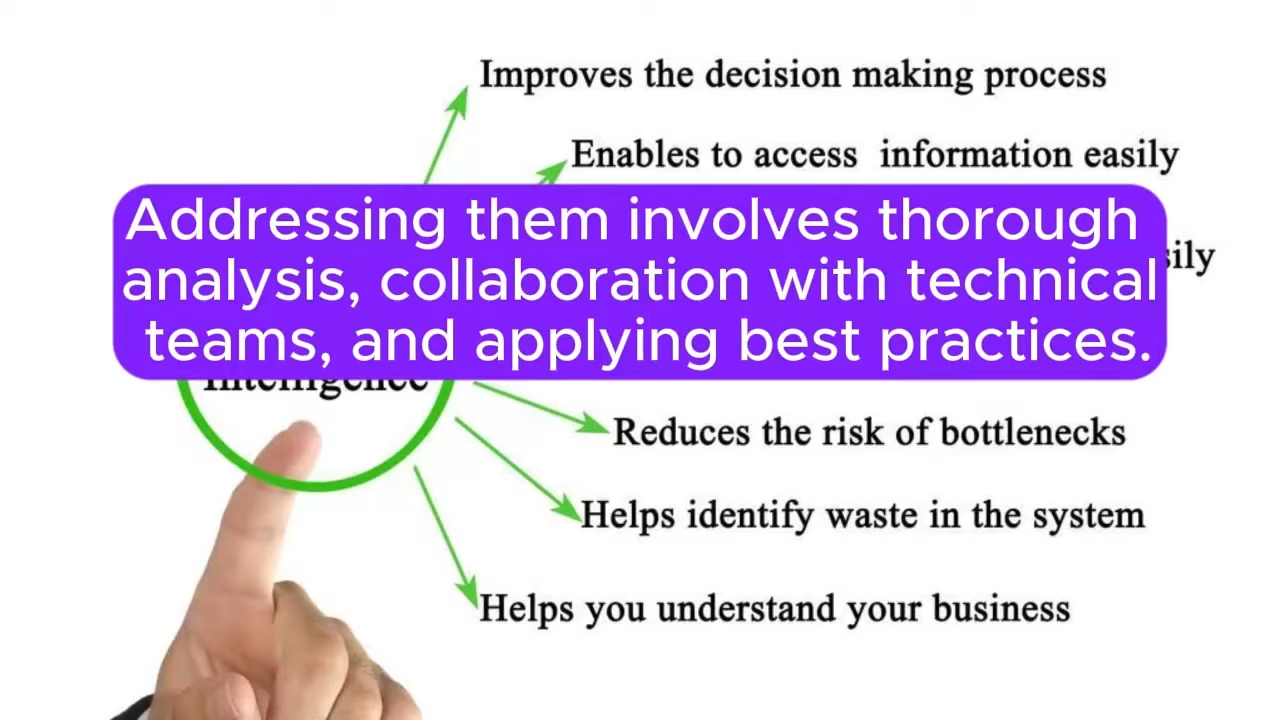 Improves the decision making process
Enables to access information easily
Addressing them involves thorough
analysis, collaboration with technical
teams, and applying best practices.
Intelligence
Reduces the risk of bottlenecks
Helps identify waste in the system
Helps you understand your business